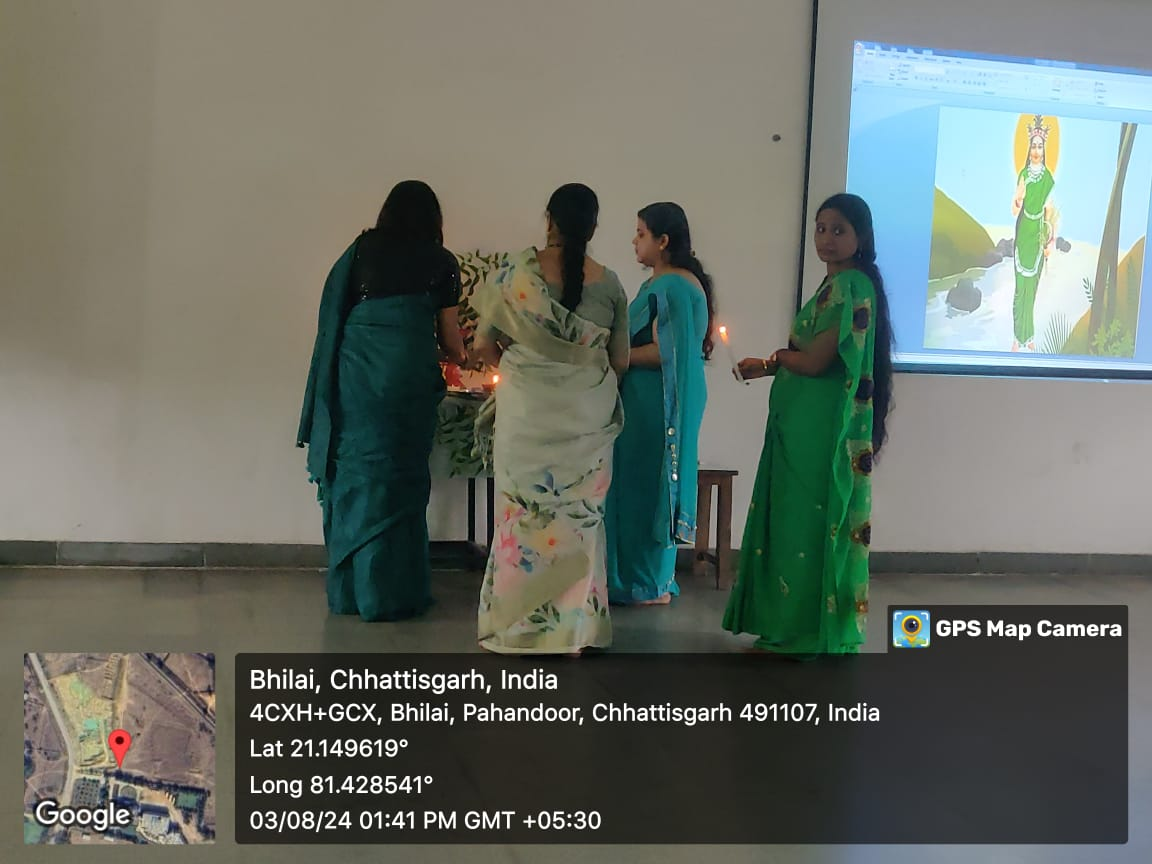 GPS Map Camera
Bhilai, Chhattisgarh, India
4CXH+GCX, Bhilai, Pahandoor, Chhattisgarh 491107, India
Lat 21.149619°
Long 81.428541°
03/08/24 01:41 PM GMT +05:30
Google